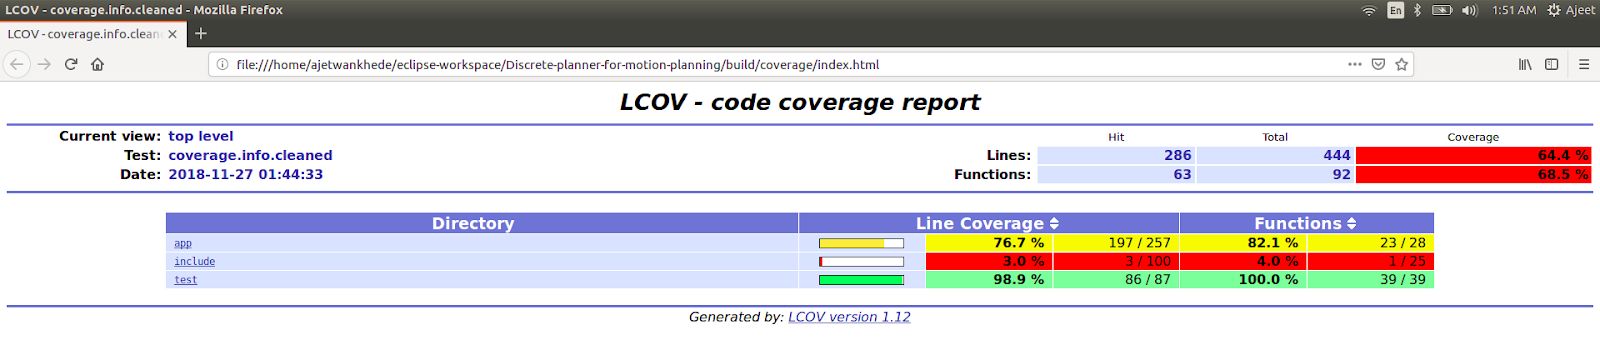 LCOV - coverage.info.cleaned - Mozilla Firefox En 1:51 AM Ajeet
LCOV - coverage.info.clean × +
file:///home/ajetwankhede/eclipse-workspace/Discrete-planner-for-motion-planning/build/coverage/index.html
LCOV - code coverage report
Current view: top level Hit Total Coverage
Test: coverage.info.cleaned Lines: 286 444 64.4 %
Date: 2018-11-27 01:44:33 Functions: 63 92 68.5 %
Directory Line Coverage Functions
app 76.7 % 197 / 257 82.1 % 23 / 28
include 3.0 % 3 / 100 4.0 % 1 / 25
test 98.9 % 86 / 87 100.0 % 39 / 39
Generated by: LCOV version 1.12